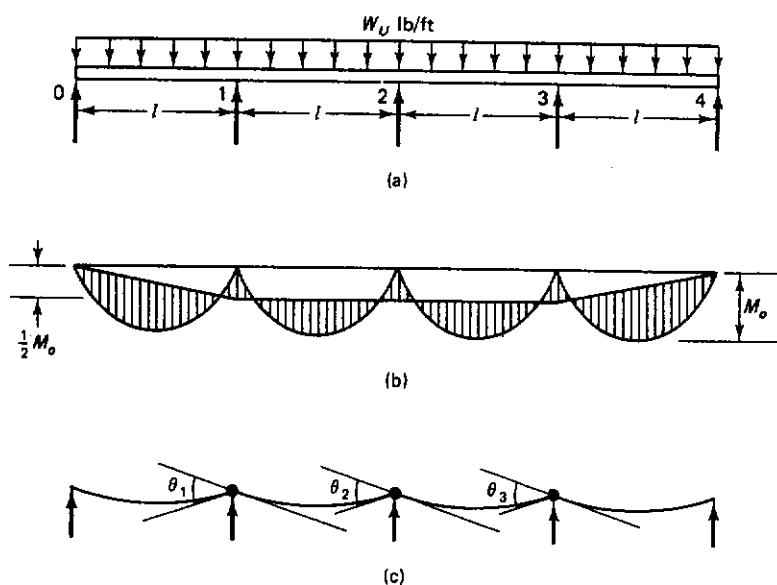 W_U lb/ft
0 1 2 3 4
l l l l
(a)
½ M_o M_o
(b)
θ_1 θ_2 θ_3
(c)